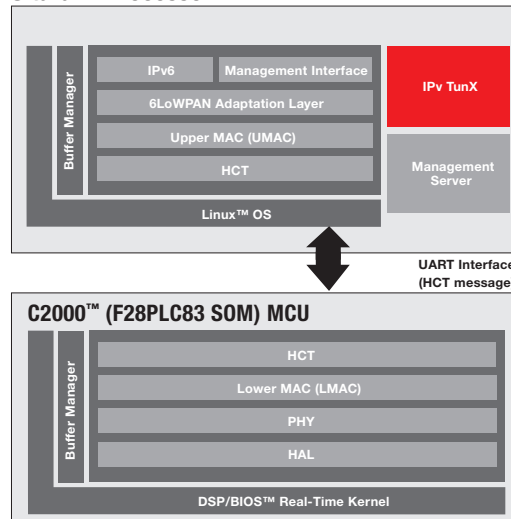 IPv6
Management Interface
6LoWPAN Adaptation Layer
Upper MAC (UMAC)
HCT
Buffer Manager
Linux™ OS
IPv TunX
Management
Server
UART Interface
(HCT message
C2000™ (F28PLC83 SOM) MCU
HCT
Lower MAC (LMAC)
PHY
HAL
Buffer Manager
DSP/BIOS™ Real-Time Kernel